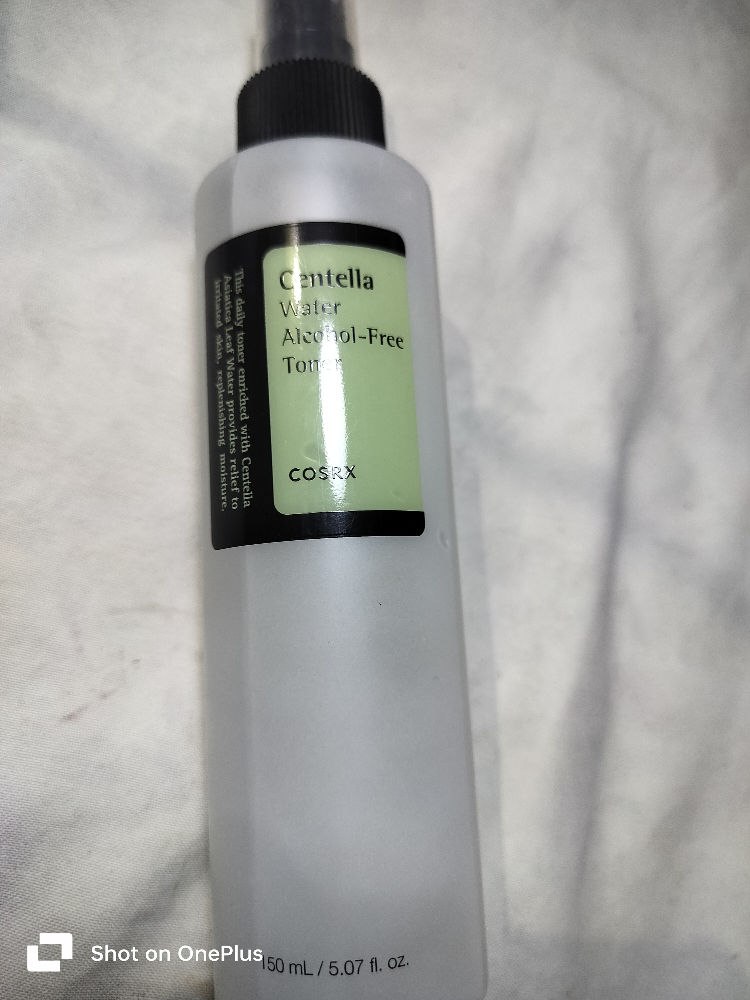 Centella
Water
Alcohol-Free
Toner
COSRX
This daily toner enriched with Centella
Asiatica Leaf Water provides relief to
irritated skin, replenishing moisture.
150 mL / 5.07 fl. oz.
Shot on OnePlus